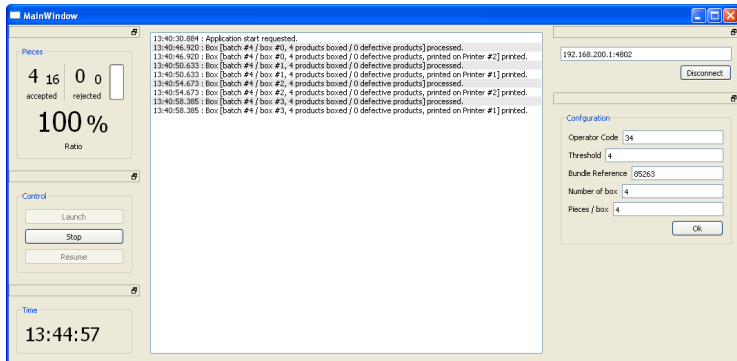 MainWindow
Pieces
4 16 0 0
accepted rejected
100 %
Ratio
Control
Launch
Stop
Resume
Time
13:44:57
13:40:30.884 : Application start requested.
13:40:46.920 : Box [batch #4 / box #0, 4 products boxed / 0 defective products] processed.
13:40:46.920 : Box [batch #4 / box #0, 4 products boxed / 0 defective products, printed on Printer #2] printed.
13:40:50.633 : Box [batch #4 / box #1, 4 products boxed / 0 defective products] processed.
13:40:50.633 : Box [batch #4 / box #1, 4 products boxed / 0 defective products, printed on Printer #1] printed.
13:40:54.673 : Box [batch #4 / box #2, 4 products boxed / 0 defective products] processed.
13:40:54.673 : Box [batch #4 / box #2, 4 products boxed / 0 defective products, printed on Printer #2] printed.
13:40:58.385 : Box [batch #4 / box #3, 4 products boxed / 0 defective products] processed.
13:40:58.385 : Box [batch #4 / box #3, 4 products boxed / 0 defective products, printed on Printer #1] printed.
192.168.200.1:4802
Disconnect
Confguration
Operator Code 34
Threshold 4
Bundle Reference 85263
Number of box 4
Pieces / box 4
Ok